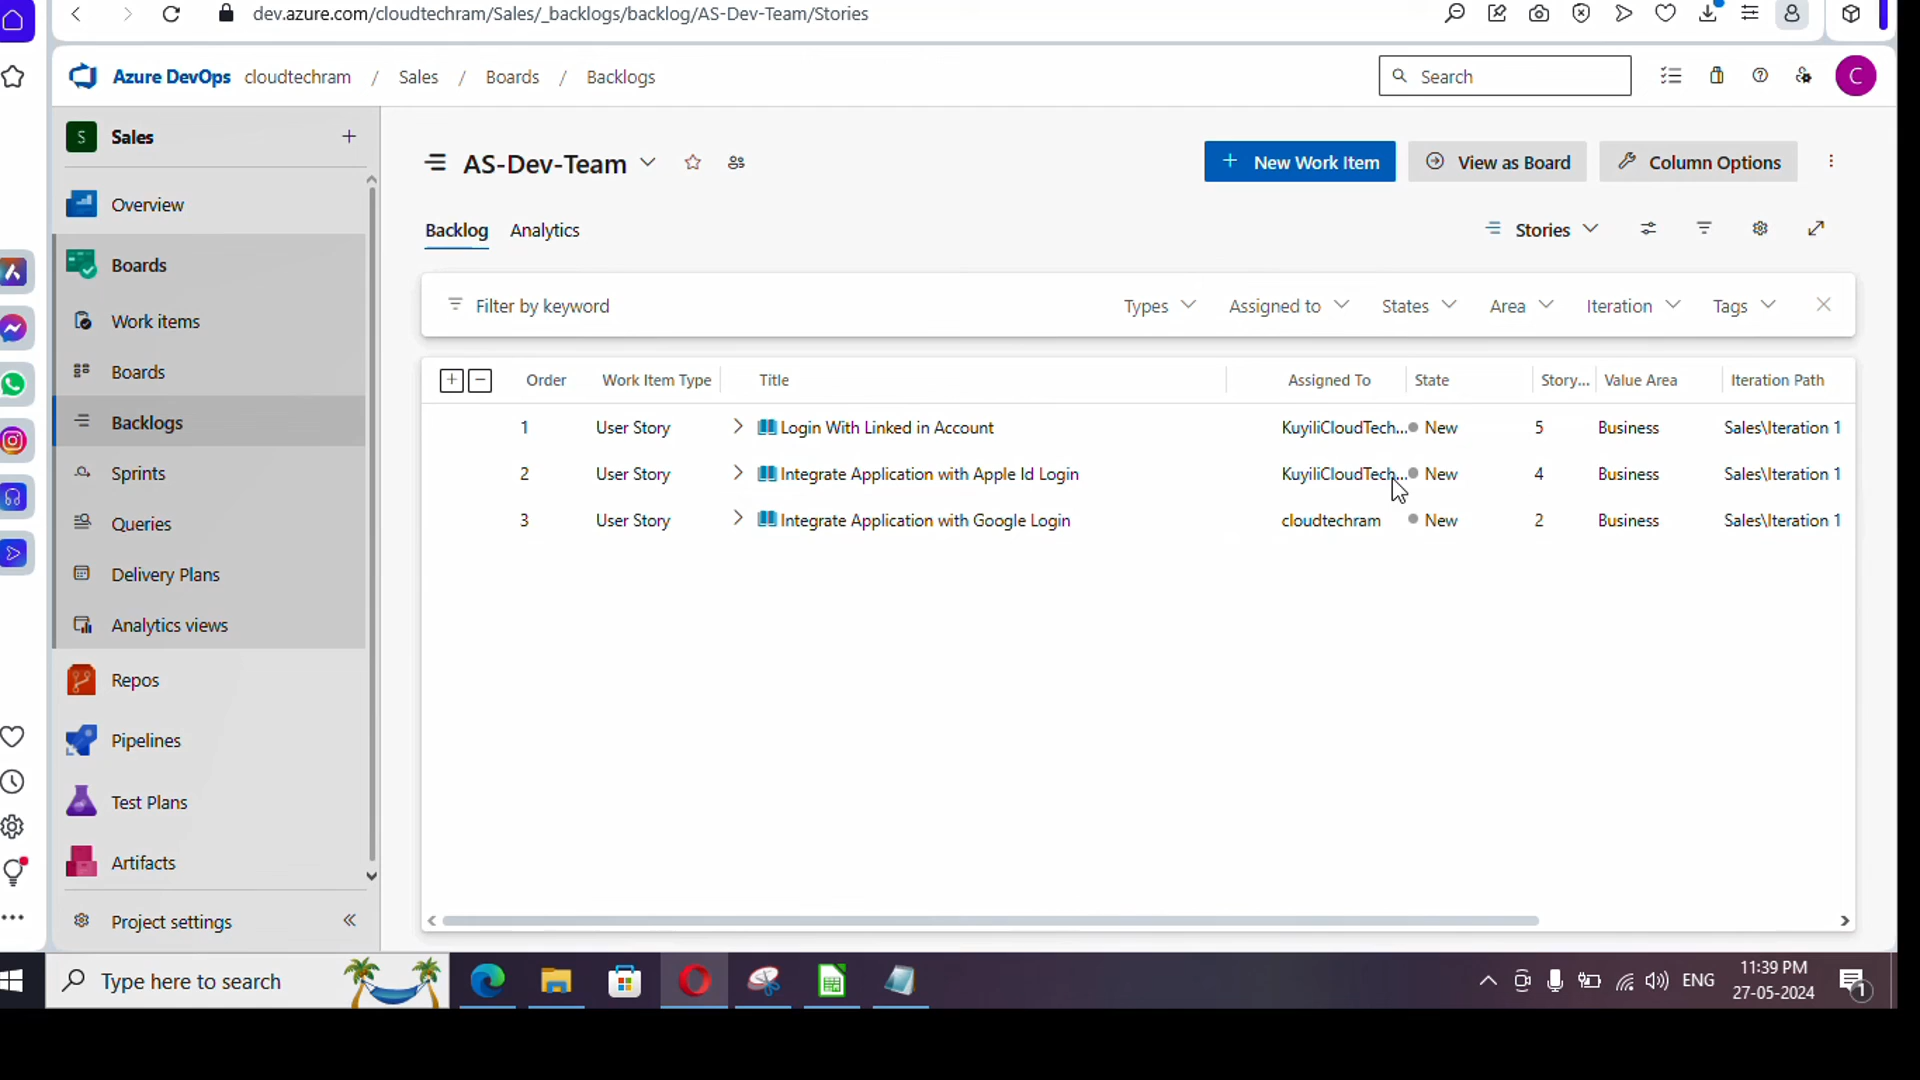 dev.azure.com/cloudtechram/Sales/_backlogs/backlog/AS-Dev-Team/Stories
Azure DevOps cloudtechram / Sales / Boards / Backlogs
Search
C
S Sales
AS-Dev-Team
New Work Item
View as Board
Column Options
Overview
Backlog Analytics
Stories
Boards
Filter by keyword
Types Assigned to States Area Iteration Tags
Work items
Boards
Order Work Item Type Title Assigned To State Story... Value Area Iteration Path
Backlogs
1 User Story Login With Linked in Account KuyiliCloudTech... New 5 Business Sales\Iteration 1
Sprints
2 User Story Integrate Application with Apple Id Login KuyiliCloudTech... New 4 Business Sales\Iteration 1
Queries
3 User Story Integrate Application with Google Login cloudtechram New 2 Business Sales\Iteration 1
Delivery Plans
Analytics views
Repos
Pipelines
Test Plans
Artifacts
Project settings
Type here to search
ENG
11:39 PM
27-05-2024
1